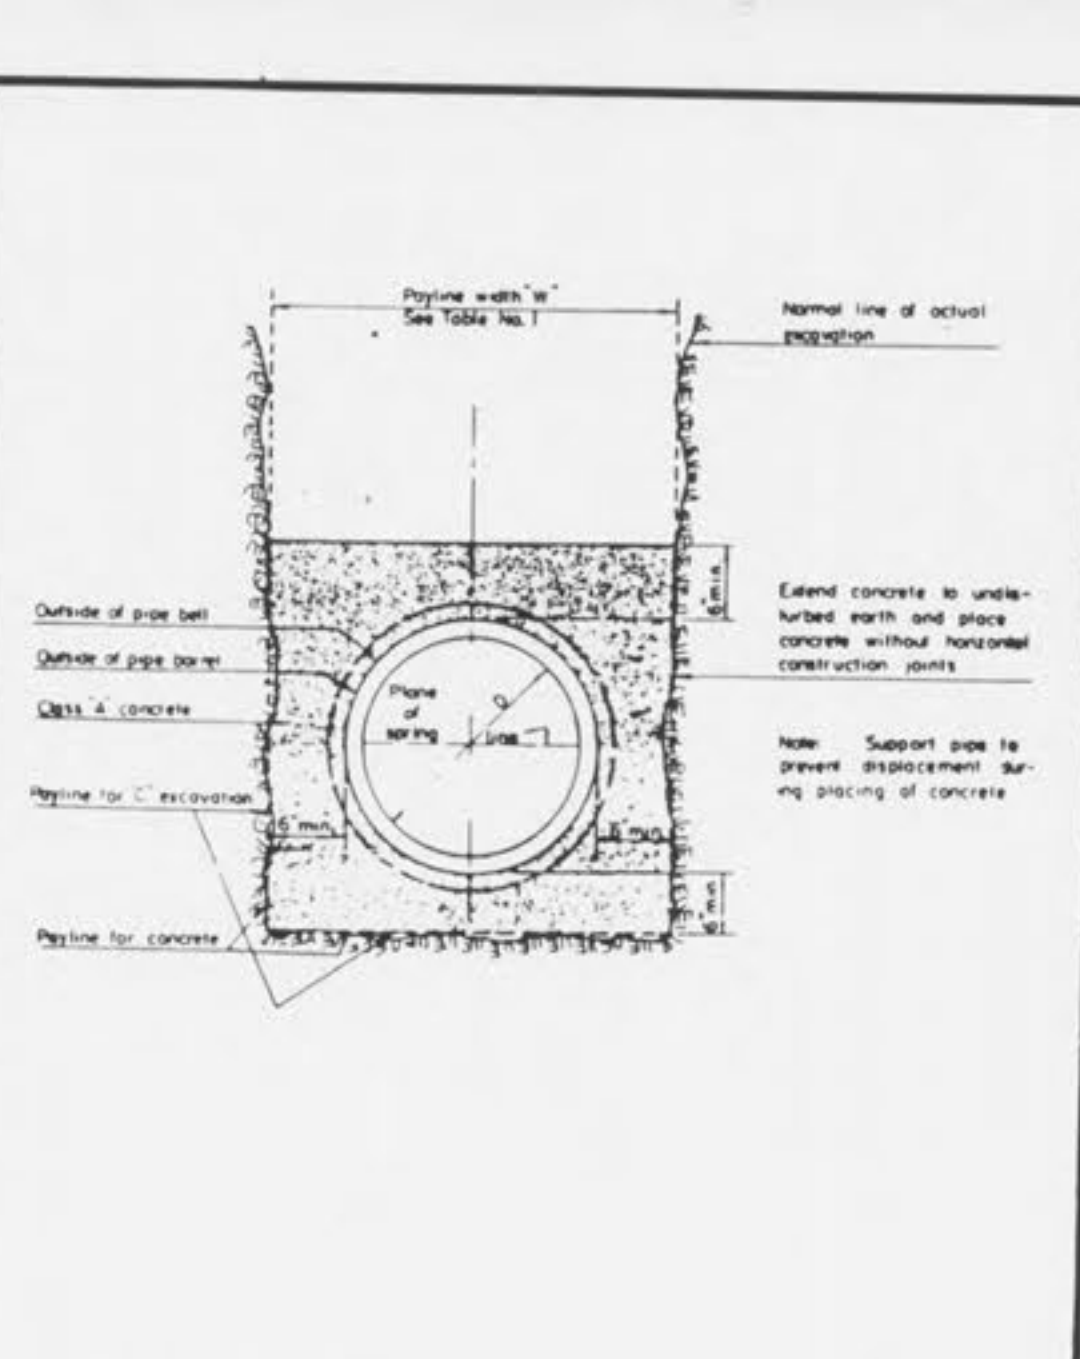 Payline width "W"
See Table No. 1
Normal line of actual
excavation
Extend concrete to undis-
turbed earth and place
concrete without horizontal
construction joints
Note: Support pipe to
prevent displacement dur-
ing placing of concrete
6" min.
Outside of pipe bell
Outside of pipe barrel
Class "A" concrete
Payline for "C" excavation
Payline for concrete
Plane
of
spring line
D
6" min.
6" min.
6" min